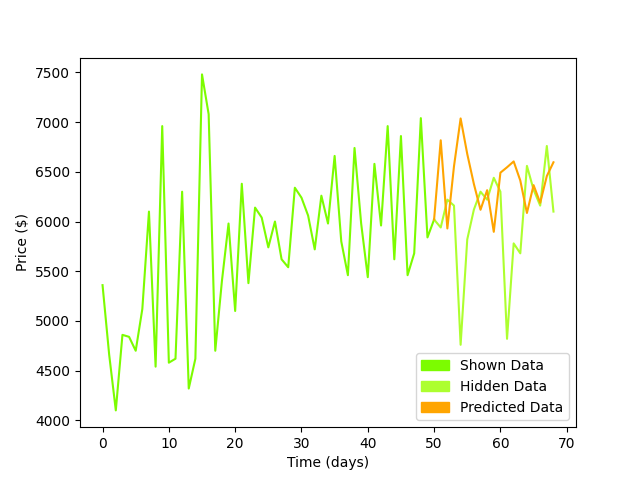 7500
7000
6500
6000
5500
5000
4500
4000
Price ($)
0 10 20 30 40 50 60 70
Time (days)
Shown Data
Hidden Data
Predicted Data